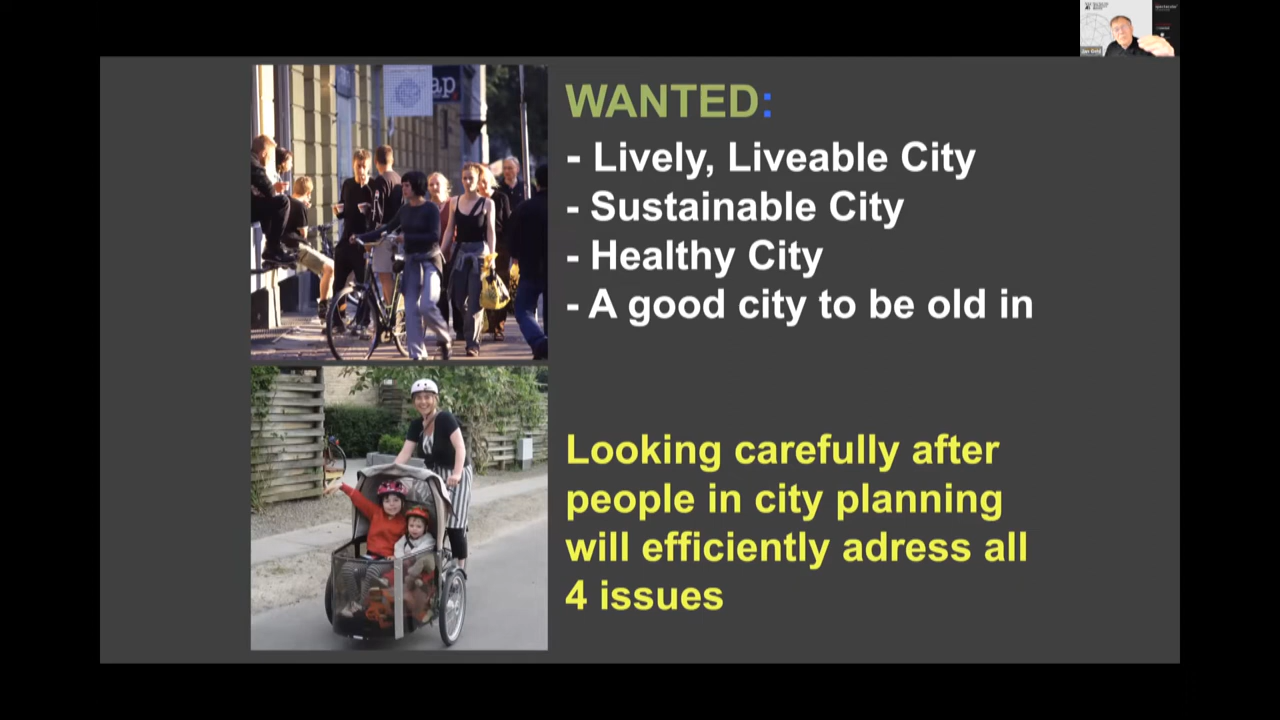 WANTED:
- Lively, Liveable City
- Sustainable City
- Healthy City
- A good city to be old in
Looking carefully after
people in city planning
will efficiently adress all
4 issues
ap